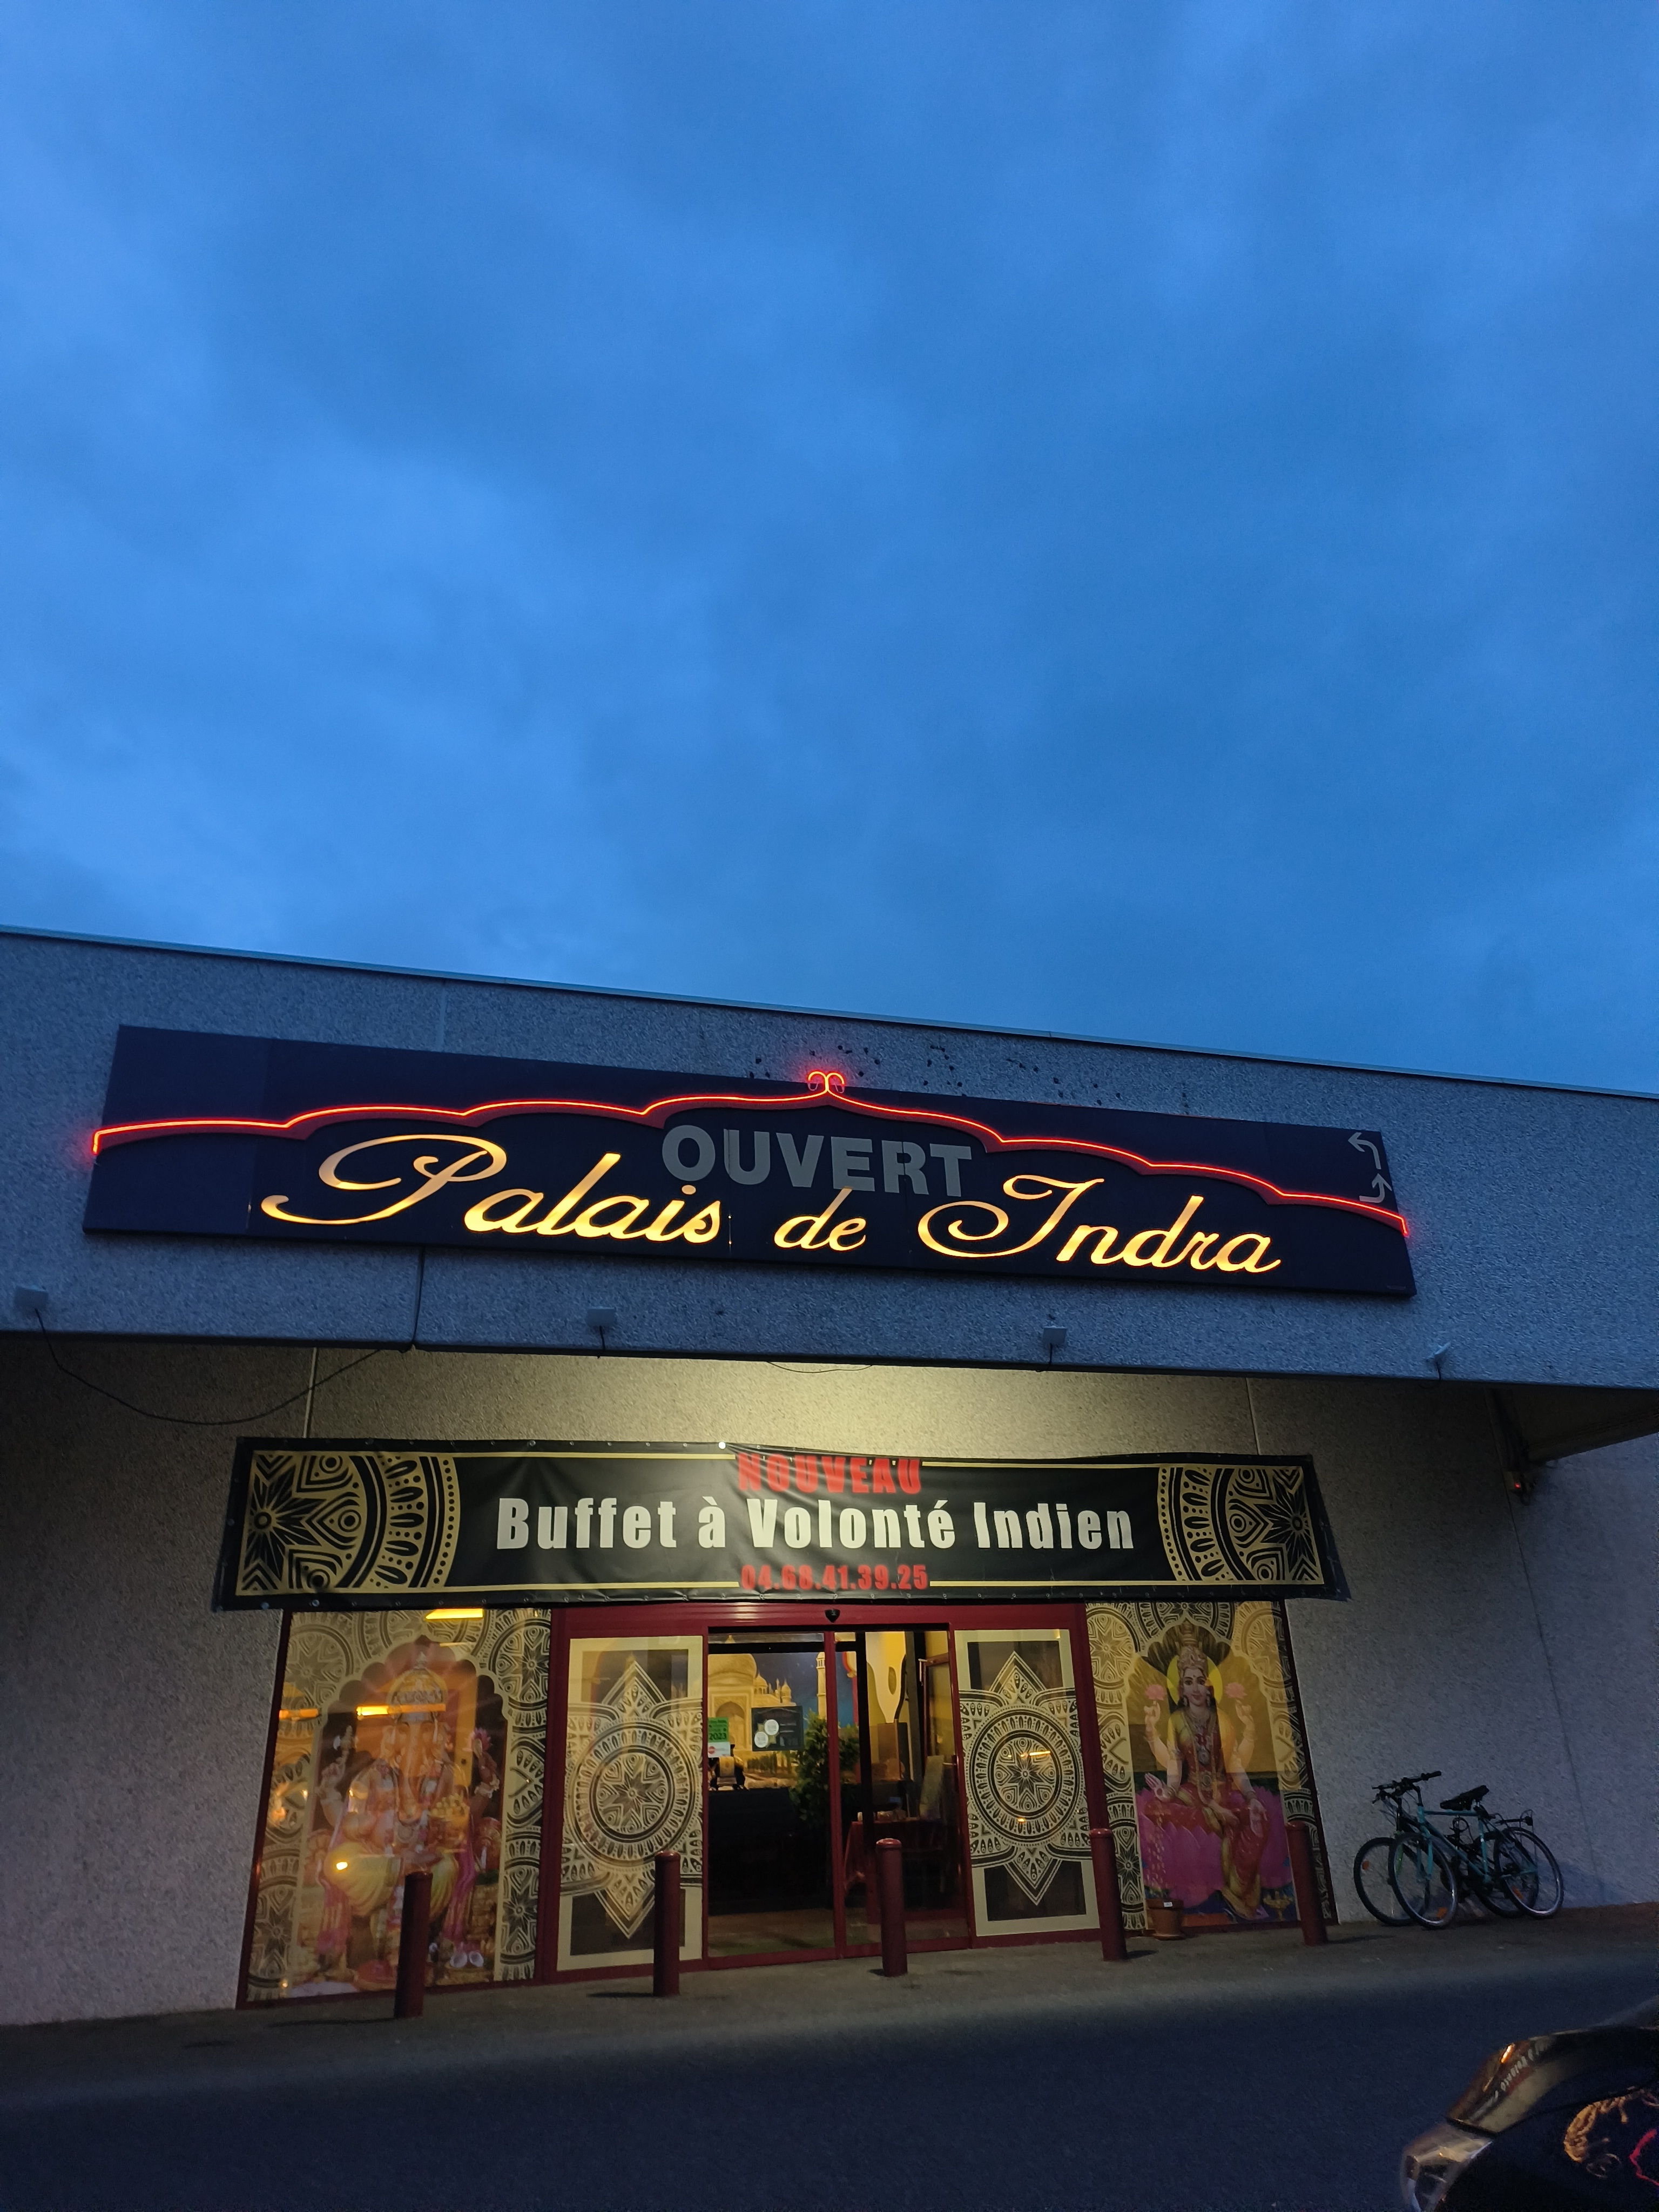 OUVERT
Palais de Indra
NOUVEAU
Buffet à Volonté Indien
04.68.41.39.25